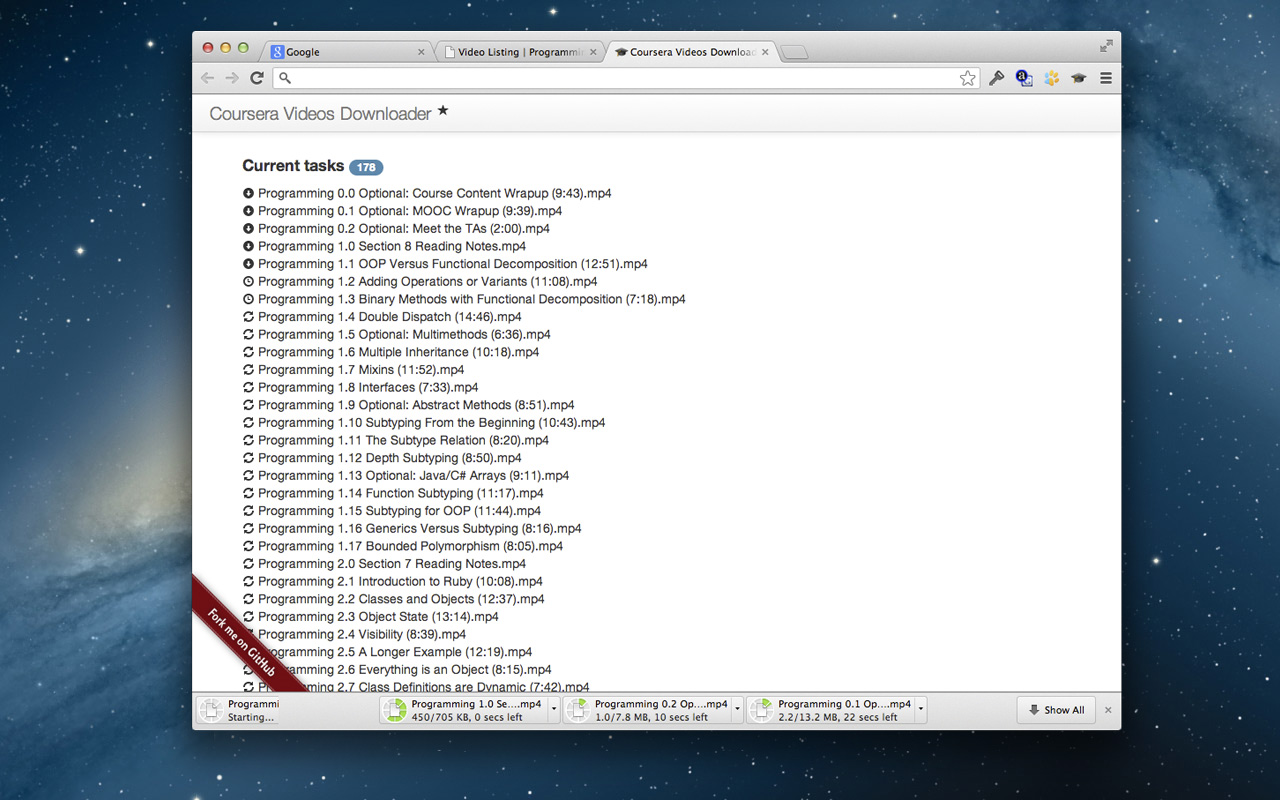 Google
Video Listing | Programmi
Coursera Videos Downloa
Coursera Videos Downloader ★
Current tasks 178
Programming 0.0 Optional: Course Content Wrapup (9:43).mp4
Programming 0.1 Optional: MOOC Wrapup (9:39).mp4
Programming 0.2 Optional: Meet the TAs (2:00).mp4
Programming 1.0 Section 8 Reading Notes.mp4
Programming 1.1 OOP Versus Functional Decomposition (12:51).mp4
Programming 1.2 Adding Operations or Variants (11:08).mp4
Programming 1.3 Binary Methods with Functional Decomposition (7:18).mp4
Programming 1.4 Double Dispatch (14:46).mp4
Programming 1.5 Optional: Multimethods (6:36).mp4
Programming 1.6 Multiple Inheritance (10:18).mp4
Programming 1.7 Mixins (11:52).mp4
Programming 1.8 Interfaces (7:33).mp4
Programming 1.9 Optional: Abstract Methods (8:51).mp4
Programming 1.10 Subtyping From the Beginning (10:43).mp4
Programming 1.11 The Subtype Relation (8:20).mp4
Programming 1.12 Depth Subtyping (8:50).mp4
Programming 1.13 Optional: Java/C# Arrays (9:11).mp4
Programming 1.14 Function Subtyping (11:17).mp4
Programming 1.15 Subtyping for OOP (11:44).mp4
Programming 1.16 Generics Versus Subtyping (8:16).mp4
Programming 1.17 Bounded Polymorphism (8:05).mp4
Programming 2.0 Section 7 Reading Notes.mp4
Programming 2.1 Introduction to Ruby (10:08).mp4
Programming 2.2 Classes and Objects (12:37).mp4
Programming 2.3 Object State (13:14).mp4
Programming 2.4 Visibility (8:39).mp4
Programming 2.5 A Longer Example (12:19).mp4
Programming 2.6 Everything is an Object (8:15).mp4
amming 2.7 Class Definitions are Dynamic (7:42).mp4
Fork me on GitHub
Programmi
Starting...
Programming 1.0 Se....mp4
450/705 KB, 0 secs left
Programming 0.2 Op....mp4
1.0/7.8 MB, 10 secs left
Programming 0.1 Op....mp4
2.2/13.2 MB, 22 secs left
Show All